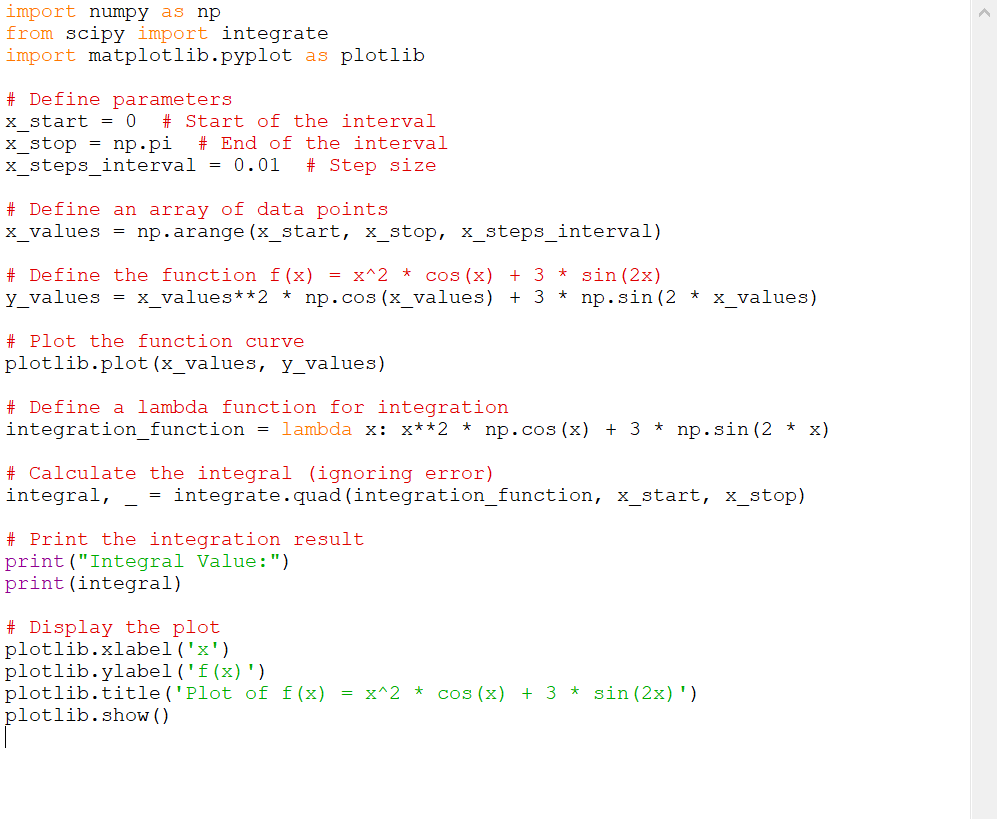 import numpy as np
from scipy import integrate
import matplotlib.pyplot as plotlib

# Define parameters
x_start = 0  # Start of the interval
x_stop = np.pi  # End of the interval
x_steps_interval = 0.01  # Step size

# Define an array of data points
x_values = np.arange(x_start, x_stop, x_steps_interval)

# Define the function f(x) = x^2 * cos(x) + 3 * sin(2x)
y_values = x_values**2 * np.cos(x_values) + 3 * np.sin(2 * x_values)

# Plot the function curve
plotlib.plot(x_values, y_values)

# Define a lambda function for integration
integration_function = lambda x: x**2 * np.cos(x) + 3 * np.sin(2 * x)

# Calculate the integral (ignoring error)
integral, _ = integrate.quad(integration_function, x_start, x_stop)

# Print the integration result
print("Integral Value:")
print(integral)

# Display the plot
plotlib.xlabel('x')
plotlib.ylabel('f(x)')
plotlib.title('Plot of f(x) = x^2 * cos(x) + 3 * sin(2x)')
plotlib.show()